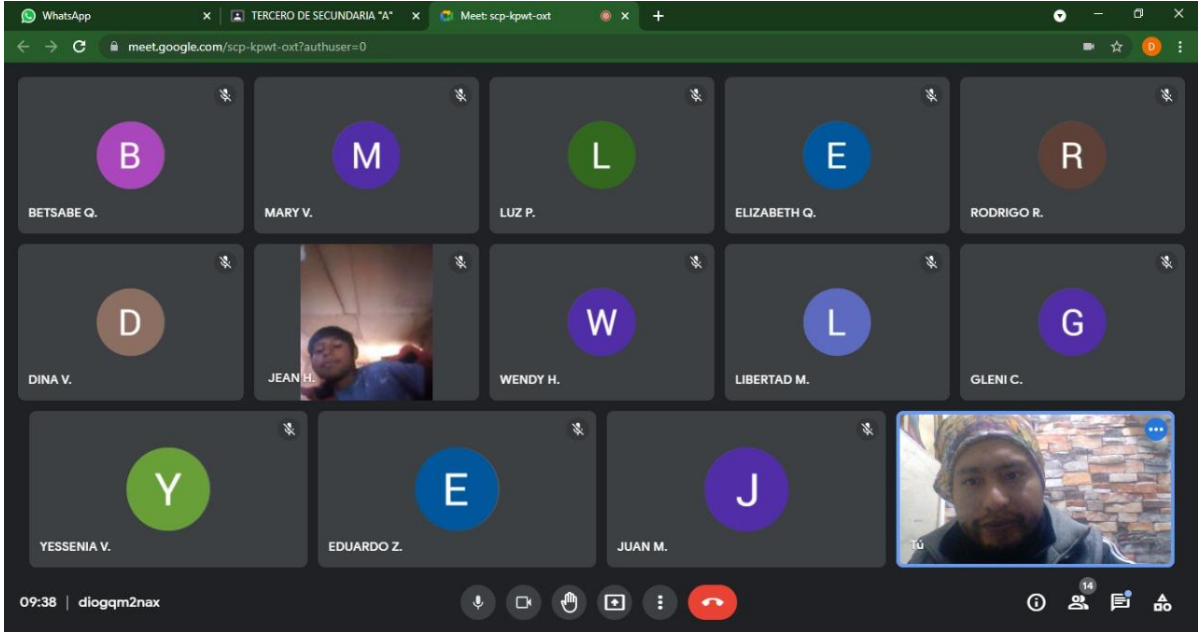 WhatsApp
TERCERO DE SECUNDARIA "A"
Meet: scp-kpwt-oxt
meet.google.com/scp-kpwt-oxt?authuser=0
D
B
M
L
E
R
BETSABE Q.
MARY V.
LUZ P.
ELIZABETH Q.
RODRIGO R.
D
W
L
G
DINA V.
JEAN H.
WENDY H.
LIBERTAD M.
GLENI C.
Y
E
J
YESSENIA V.
EDUARDO Z.
JUAN M.
Tú
09:38 | diogqm2nax
14